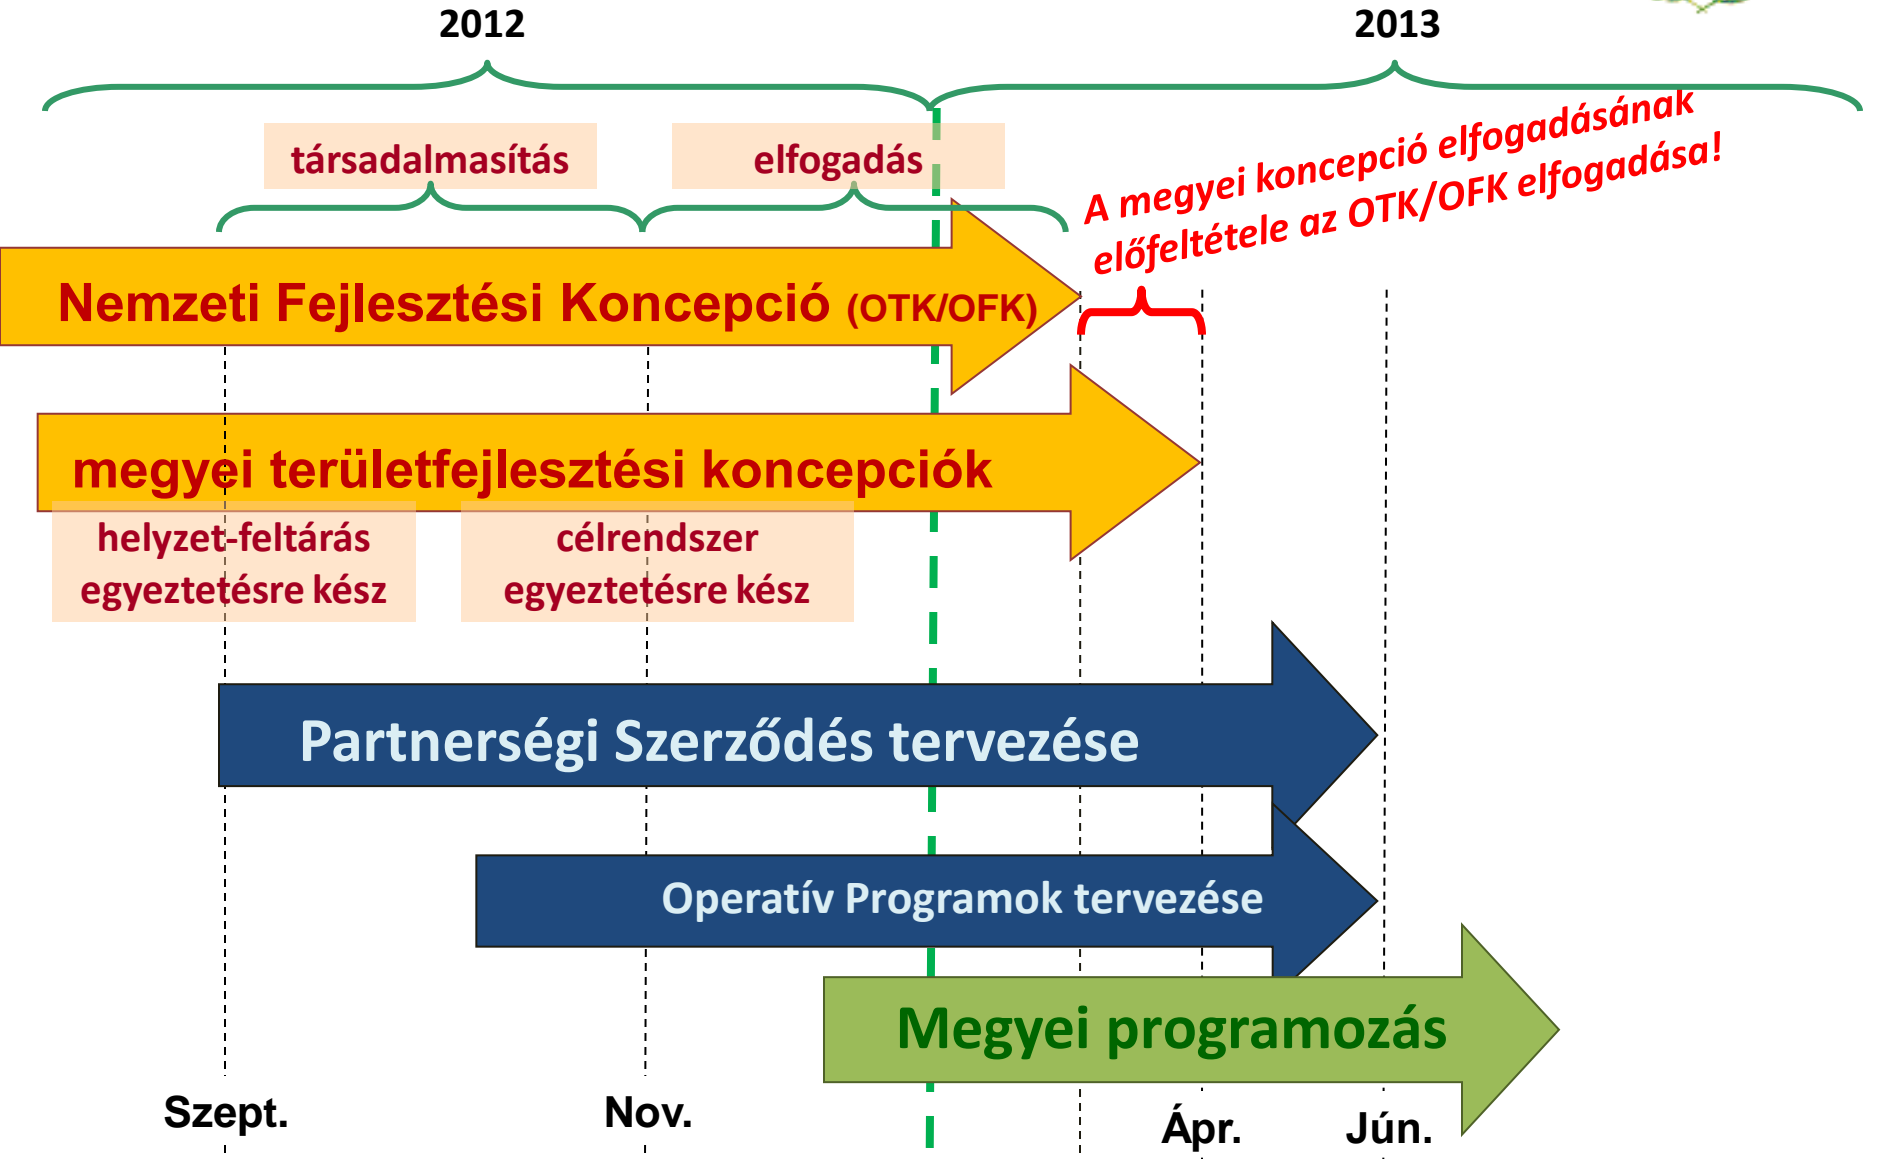 2012
2013
társadalmasítás
elfogadás
A megyei koncepció elfogadásának
előfeltétele az OTK/OFK elfogadása!
Nemzeti Fejlesztési Koncepció (OTK/OFK)
megyei területfejlesztési koncepciók
helyzet-feltárás
egyeztetésre kész
célrendszer
egyeztetésre kész
Partnerségi Szerződés tervezése
Operatív Programok tervezése
Megyei programozás
Szept.
Nov.
Ápr.
Jún.